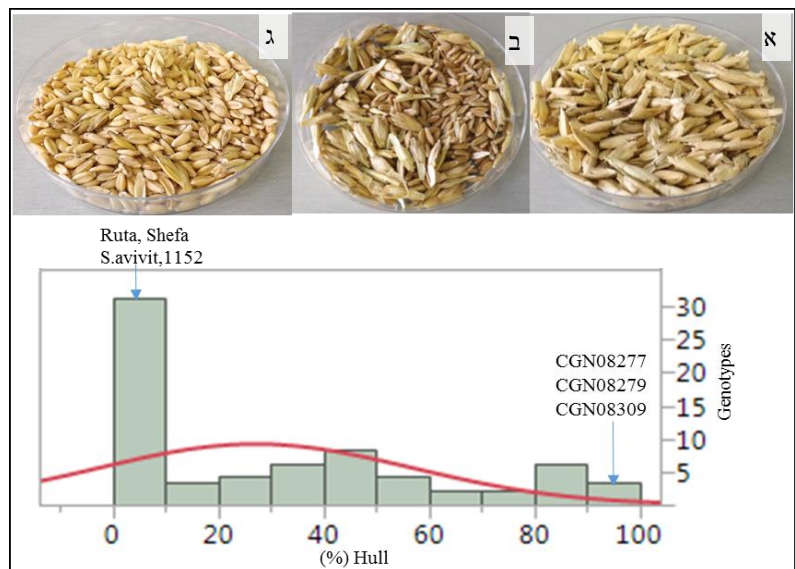 א
ב
ג
Ruta, Shefa
S.avivit,1152
CGN08277
CGN08279
CGN08309
30
25
20
15
10
5
Genotypes
0 20 40 60 80 100
(%) Hull